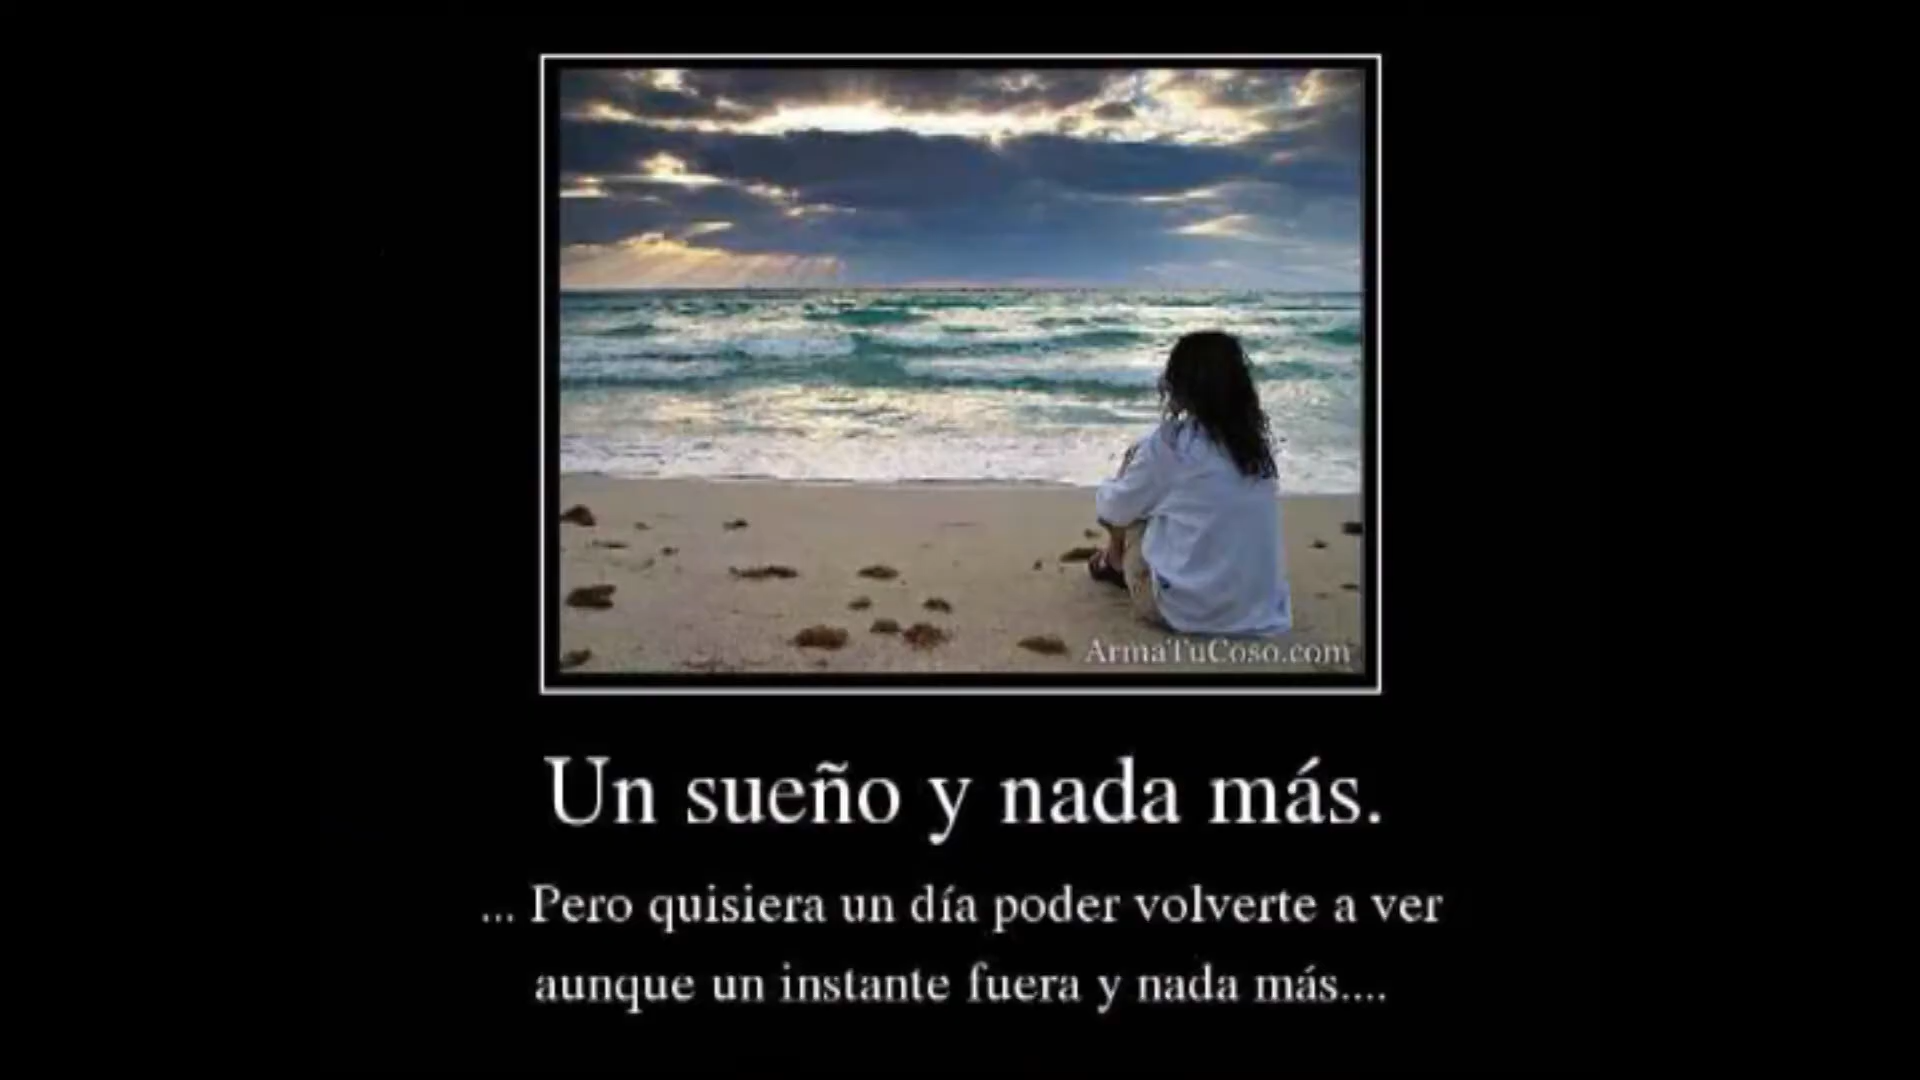 ArmaTuCoso.com
Un sueño y nada más.
... Pero quisiera un día poder volverte a ver
aunque un instante fuera y nada más....